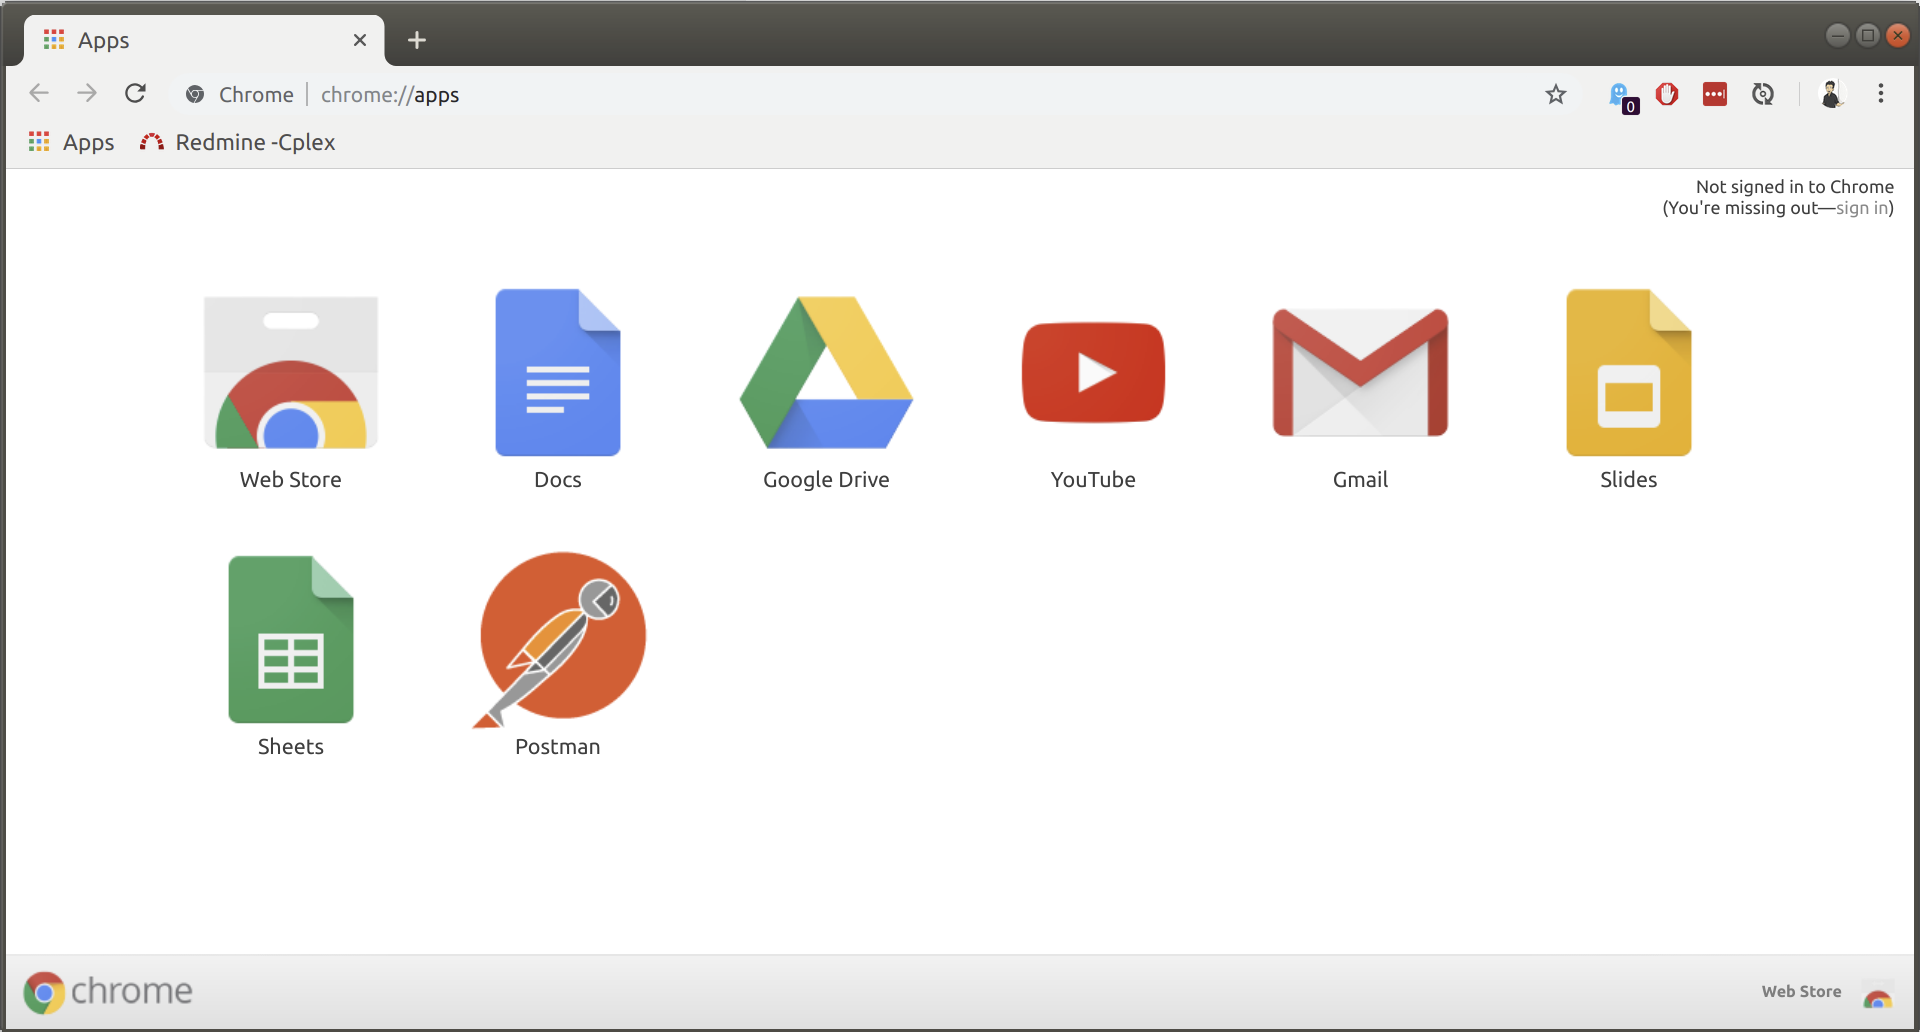 Apps
Chrome | chrome://apps
0
Apps
Redmine -Cplex
Not signed in to Chrome
(You're missing out—sign in)
Web Store
Docs
Google Drive
YouTube
Gmail
Slides
Sheets
Postman
chrome
Web Store